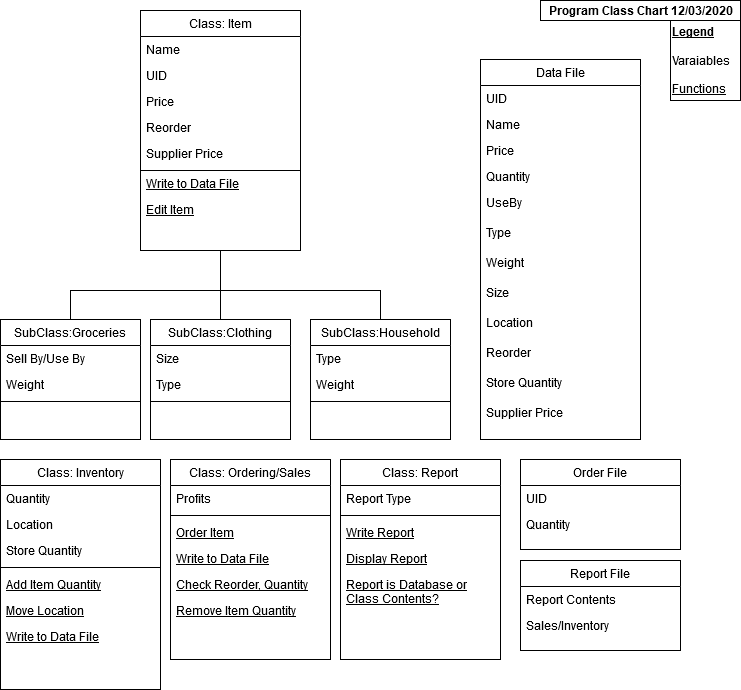 Program Class Chart 12/03/2020
Legend
Varaiables
Functions
Class: Item
Name
UID
Price
Reorder
Supplier Price
Write to Data File
Edit Item
Data File
UID
Name
Price
Quantity
UseBy
Type
Weight
Size
Location
Reorder
Store Quantity
Supplier Price
SubClass:Groceries
Sell By/Use By
Weight
SubClass:Clothing
Size
Type
SubClass:Household
Type
Weight
Class: Inventory
Quantity
Location
Store Quantity
Add Item Quantity
Move Location
Write to Data File
Class: Ordering/Sales
Profits
Order Item
Write to Data File
Check Reorder, Quantity
Remove Item Quantity
Class: Report
Report Type
Write Report
Display Report
Report is Database or
Class Contents?
Order File
UID
Quantity
Report File
Report Contents
Sales/Inventory